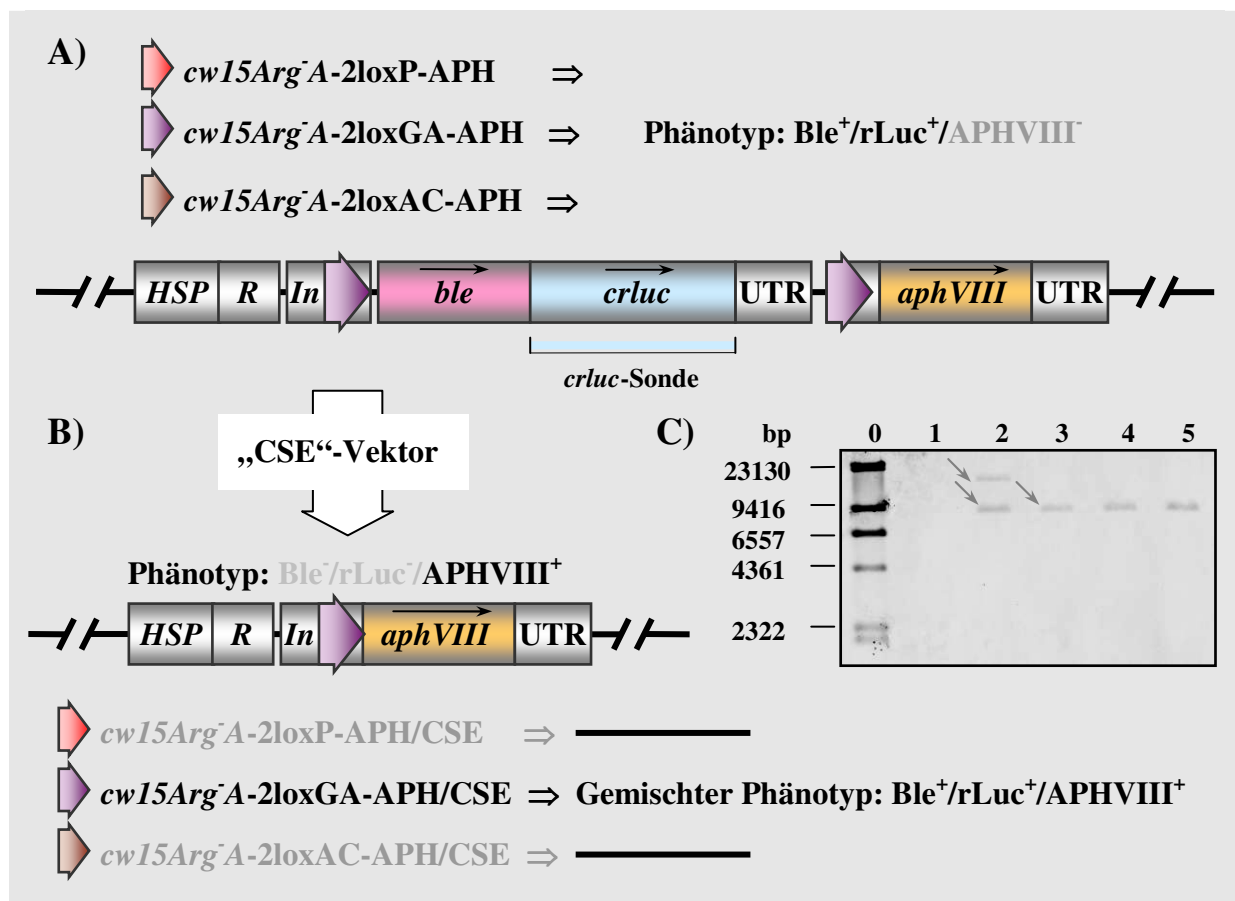 A)
cw15Arg⁻A-2loxP-APH ⇒
cw15Arg⁻A-2loxGA-APH ⇒ Phänotyp: Ble⁺/rLuc⁺/APHVIII⁻
cw15Arg⁻A-2loxAC-APH ⇒
HSP R In ble crluc UTR aphVIII UTR
crluc-Sonde
B)
„CSE“-Vektor
Phänotyp: Ble⁻/rLuc⁻/APHVIII⁺
HSP R In aphVIII UTR
C)
bp 0 1 2 3 4 5
23130
9416
6557
4361
2322
cw15Arg⁻A-2loxP-APH/CSE ⇒
cw15Arg⁻A-2loxGA-APH/CSE ⇒ Gemischter Phänotyp: Ble⁺/rLuc⁺/APHVIII⁺
cw15Arg⁻A-2loxAC-APH/CSE ⇒